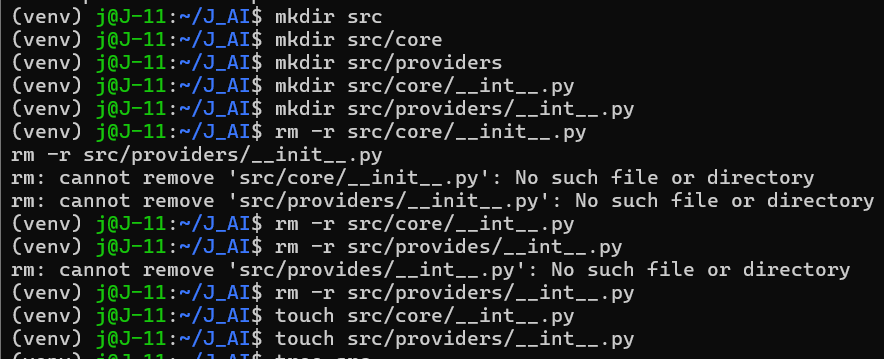 (venv) j@J-11:~/J_AI$ mkdir src
(venv) j@J-11:~/J_AI$ mkdir src/core
(venv) j@J-11:~/J_AI$ mkdir src/providers
(venv) j@J-11:~/J_AI$ mkdir src/core/__int__.py
(venv) j@J-11:~/J_AI$ mkdir src/providers/__int__.py
(venv) j@J-11:~/J_AI$ rm -r src/core/__init__.py
rm -r src/providers/__init__.py
rm: cannot remove 'src/core/__init__.py': No such file or directory
rm: cannot remove 'src/providers/__init__.py': No such file or directory
(venv) j@J-11:~/J_AI$ rm -r src/core/__int__.py
(venv) j@J-11:~/J_AI$ rm -r src/provides/__int__.py
rm: cannot remove 'src/provides/__int__.py': No such file or directory
(venv) j@J-11:~/J_AI$ rm -r src/providers/__int__.py
(venv) j@J-11:~/J_AI$ touch src/core/__int__.py
(venv) j@J-11:~/J_AI$ touch src/providers/__int__.py
(venv) j@J-11:~/J_AI$ tree src